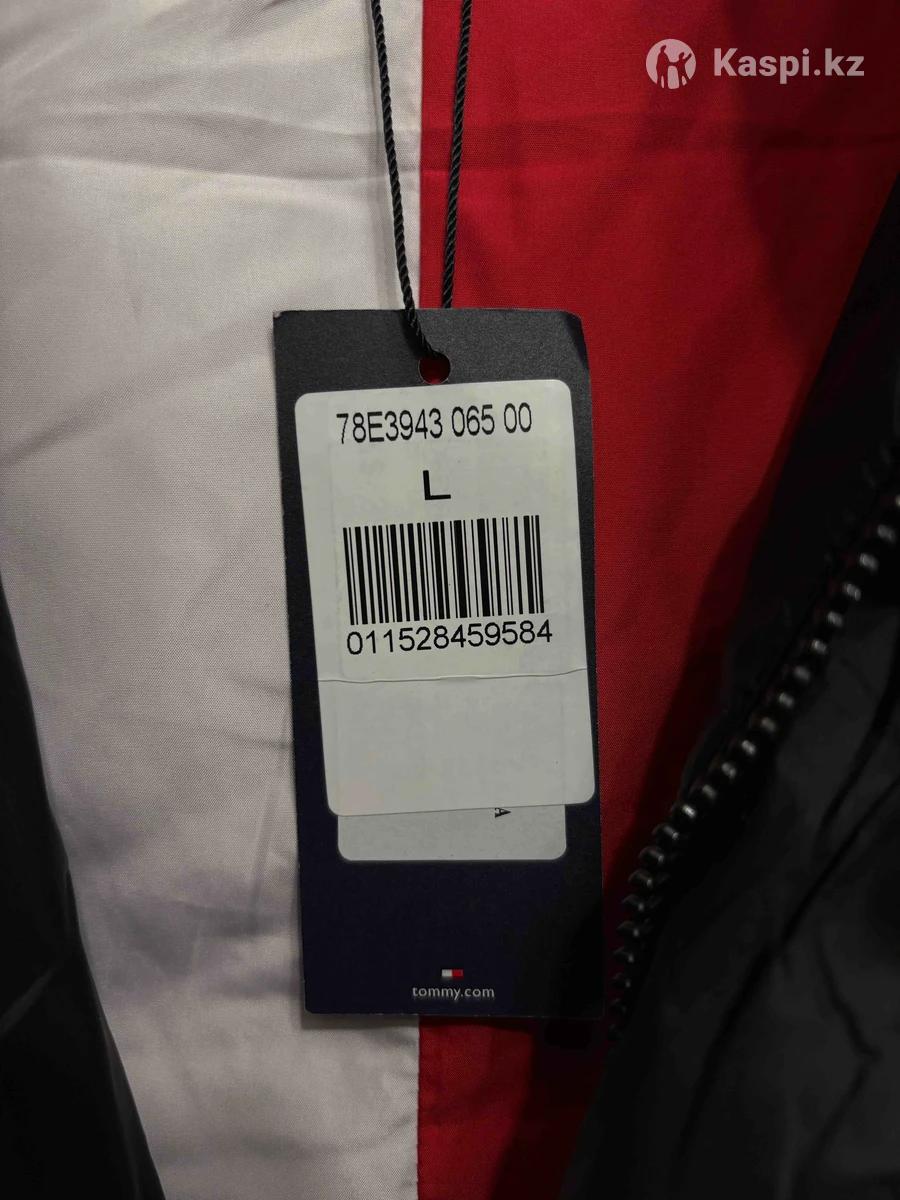 Kaspi.kz
78E3943 065 00
L
011528459584
A
tommy.com